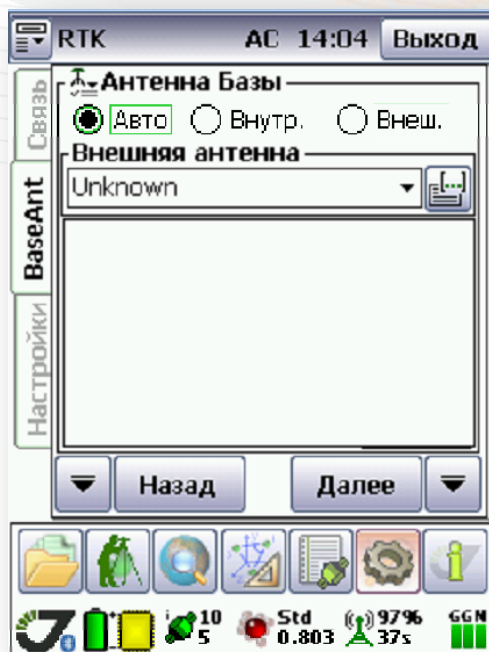 RTK AC 14:04 Выход
Связь
BaseAnt
Настройки
Антенна Базы
Авто Внутр. Внеш.
Внешняя антенна
Unknown
Назад Далее
10
5
Std
0.803
97%
37s
GGN